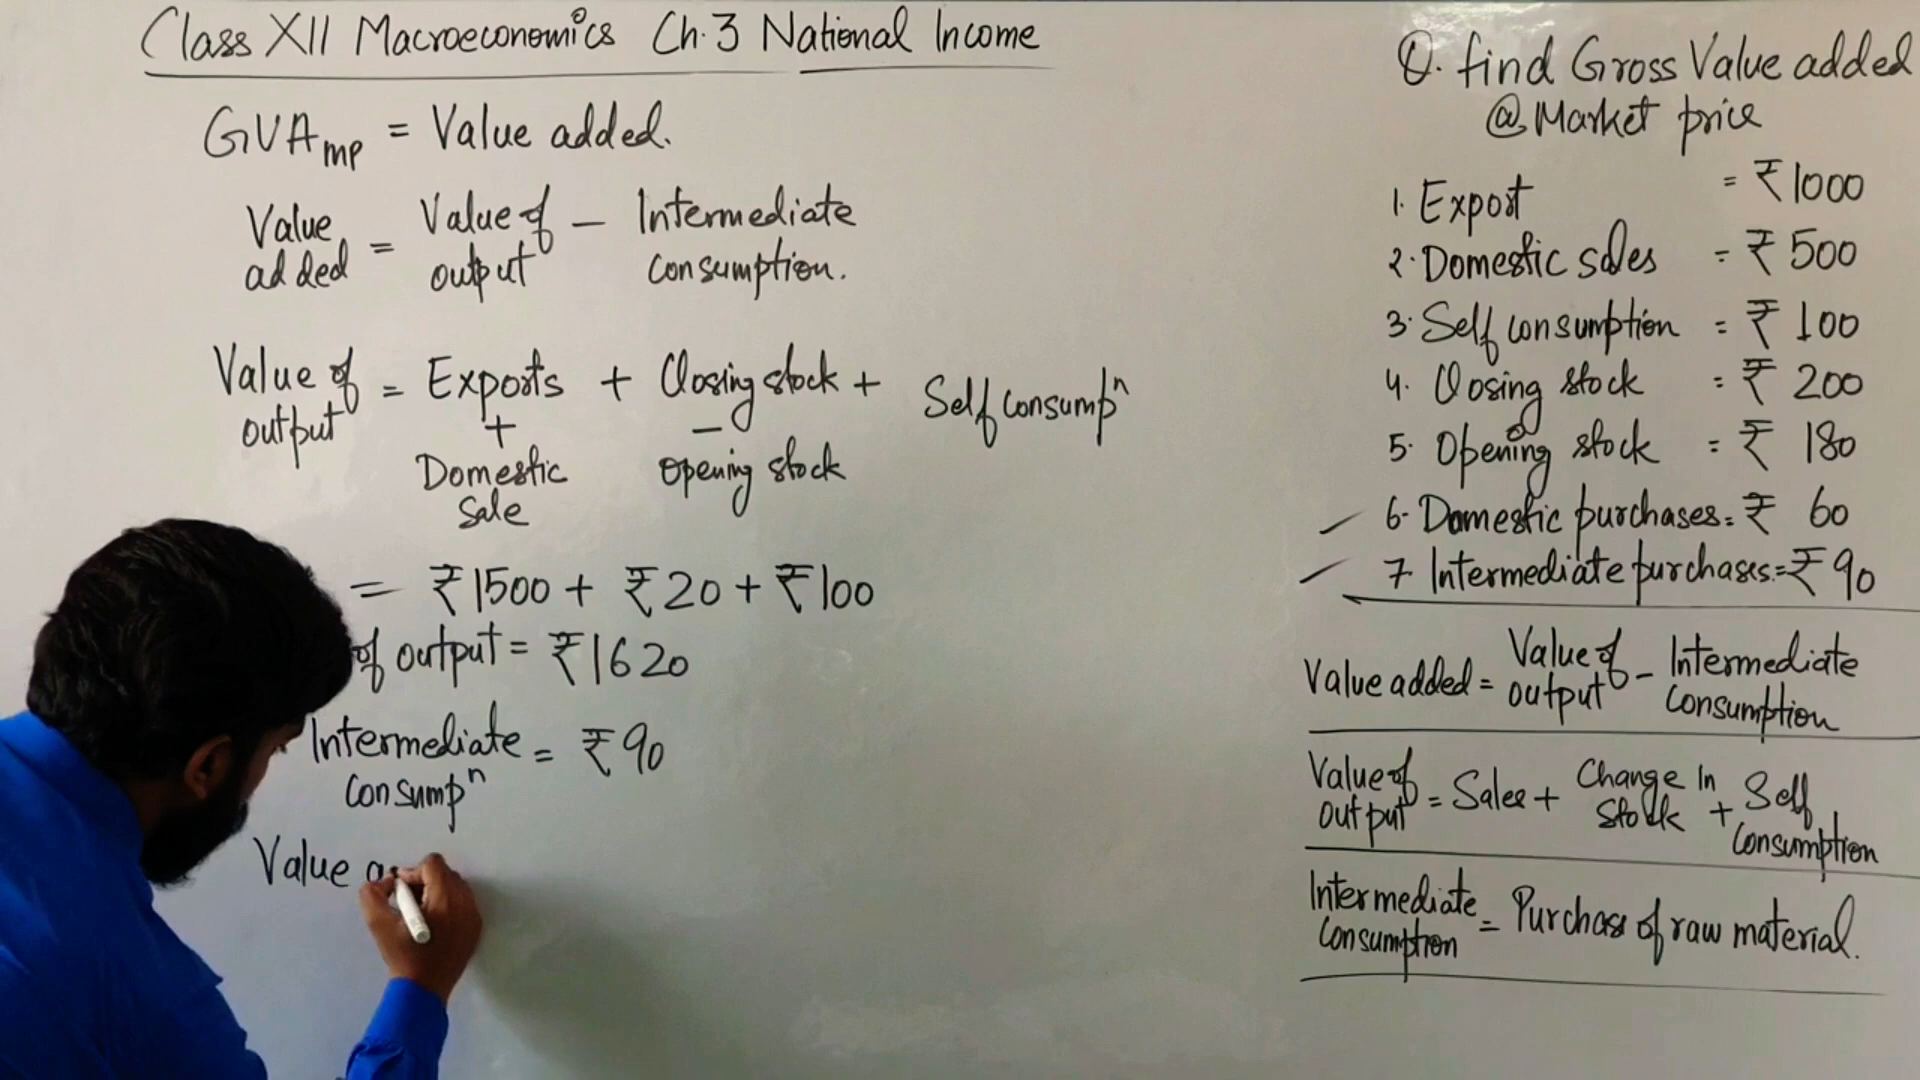 Class XII Macroeconomics Ch.3 National Income
GVA mp = Value added.
Value added = Value of output − Intermediate consumption.
Value of output = Exports + Domestic sale + Closing stock − opening stock + Self consumpⁿ
= ₹1500 + ₹20 + ₹100
of output = ₹1620
Intermediate consumpⁿ = ₹90
Value a
Q. find Gross Value added
@ Market price
1. Export = ₹1000
2. Domestic sales = ₹500
3. Self consumption = ₹100
4. Closing stock = ₹200
5. Opening stock = ₹180
6. Domestic purchases = ₹60
7 Intermediate purchases = ₹90
Value added = Value of output − Intermediate consumption
Value of output = Sales + Change In Stock + Self Consumption
Intermediate Consumption = Purchase of raw material.